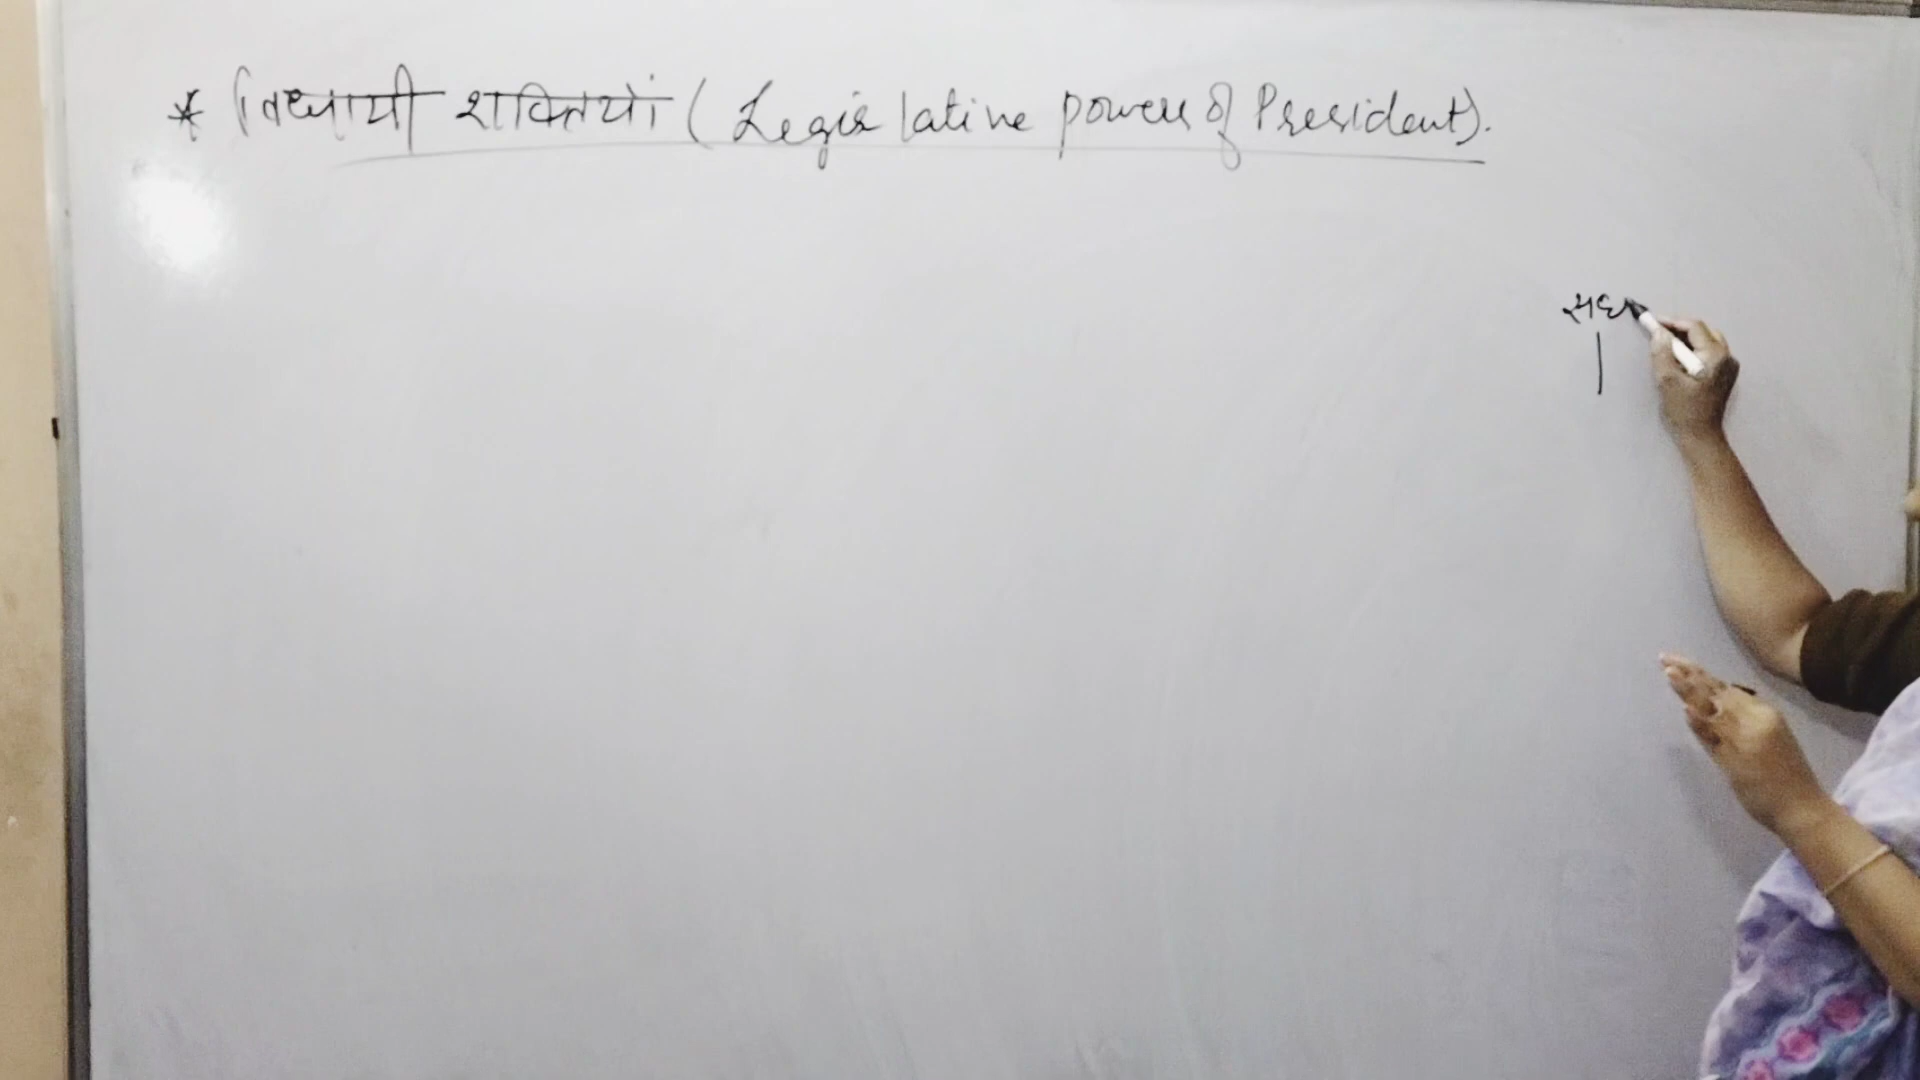 * विधायी शक्तियां (Legislative powers of President).